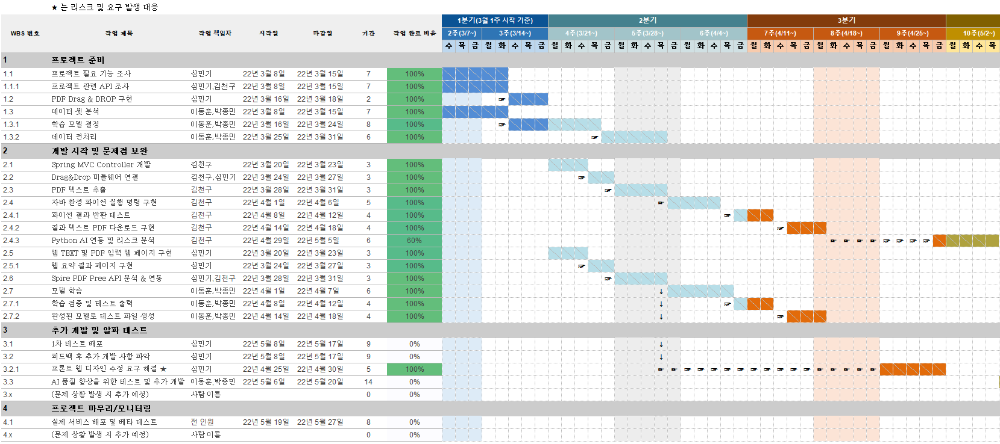 ★ 는 리스크 및 요구 발생 대응
WBS 번호 작업 제목 작업 책임자 시작일 마감일 기간 작업 완료 비율 1분기(3월 1주 시작 기준) 2분기 3분기
2주(3/7~) 3주(3/14~) 4주(3/21~) 5주(3/28~) 6주(4/4~) 7주(4/11~) 8주(4/18~) 9주(4/25~) 10주(5/2~)
수 목 금 월 화 수 목 금 월 화 수 목 금 월 화 수 목 금 월 화 수 목 금 월 화 수 목 금 월 화 수 목 금 월 화 수 목 금 월 화 수 목
1 프로젝트 준비
1.1 프로젝트 필요 기능 조사 심민기 22년 3월 8일 22년 3월 15일 7 100%
1.1.1 프로젝트 관련 API 조사 심민기,김천구 22년 3월 8일 22년 3월 15일 7 100%
1.2 PDF Drag & DROP 구현 심민기 22년 3월 16일 22년 3월 18일 2 100%
1.3 데이터 셋 분석 이동훈,박종민 22년 3월 8일 22년 3월 15일 7 100%
1.3.1 학습 모델 결정 이동훈,박종민 22년 3월 16일 22년 3월 24일 8 100%
1.3.2 데이터 전처리 이동훈,박종민 22년 3월 25일 22년 3월 31일 6 100%
2 개발 시작 및 문제점 보완
2.1 Spring MVC Controller 개발 김천구 22년 3월 20일 22년 3월 23일 3 100%
2.2 Drag&Drop 미들웨어 연결 김천구,심민기 22년 3월 24일 22년 3월 27일 3 100%
2.3 PDF 텍스트 추출 김천구 22년 3월 28일 22년 3월 31일 3 100%
2.4 자바 환경 파이썬 실행 명령 구현 김천구 22년 4월 1일 22년 4월 6일 5 100%
2.4.1 파이썬 결과 반환 테스트 김천구 22년 4월 8일 22년 4월 12일 4 100%
2.4.2 결과 텍스트 PDF 다운로드 구현 김천구 22년 4월 14일 22년 4월 18일 4 100%
2.4.3 Python AI 연동 및 리스크 분석 김천구 22년 4월 29일 22년 5월 5일 6 60%
2.5 웹 TEXT 및 PDF 입력 웹 페이지 구현 심민기 22년 3월 20일 22년 3월 23일 3 100%
2.5.1 웹 요약 결과 페이지 구현 심민기 22년 3월 24일 22년 3월 27일 3 100%
2.6 Spire PDF Free API 분석 & 연동 심민기,김천구 22년 3월 28일 22년 3월 31일 3 100%
2.7 모델 학습 이동훈,박종민 22년 4월 1일 22년 4월 7일 6 100% ↓
2.7.1 학습 검증 및 테스트 출력 이동훈,박종민 22년 4월 8일 22년 4월 12일 4 100% ↓
2.7.2 완성된 모델로 테스트 파일 생성 이동훈,박종민 22년 4월 14일 22년 4월 18일 4 100% ↓
3 추가 개발 및 알파 테스트
3.1 1차 테스트 배포 심민기 22년 5월 8일 22년 5월 17일 9 0% ↓
3.2 피드백 후 추가 개발 사항 파악 심민기 22년 5월 8일 22년 5월 17일 9 0% ↓
3.2.1 프론트 웹 디자인 수정 요구 해결 ★ 심민기 22년 4월 25일 22년 4월 30일 5 100%
3.3 AI 품질 향상을 위한 테스트 및 추가 개발 이동훈,박종민 22년 5월 6일 22년 5월 20일 14 0%
3.x (문제 상황 발생 시 추가 예정) 사람 이름 0 0%
4 프로젝트 마무리/모니터링
4.1 실제 서비스 배포 및 베타 테스트 전 인원 22년 5월 19일 22년 5월 27일 8 0%
4.x (문제 상황 발생 시 추가 예정) 사람 이름 0 0%